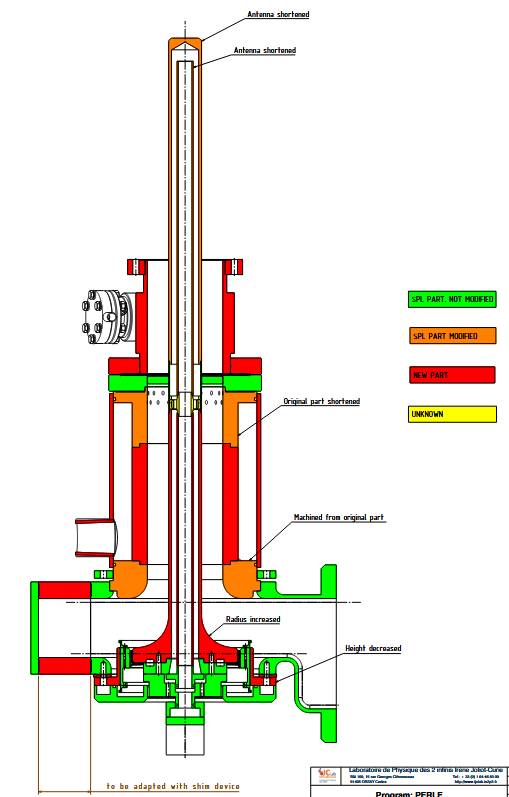 Antenna shortened
Antenna shortened
SPL PART. NOT MODIFIED
SPL PART MODIFIED
NEW PART
Original part shortened
UNKNOWN
Machined from original part
Radius increased
Height decreased
to be adapted with shim device
Laboratoire de Physique des 2 infinis Irène Joliot-Curie
Program: PERLE